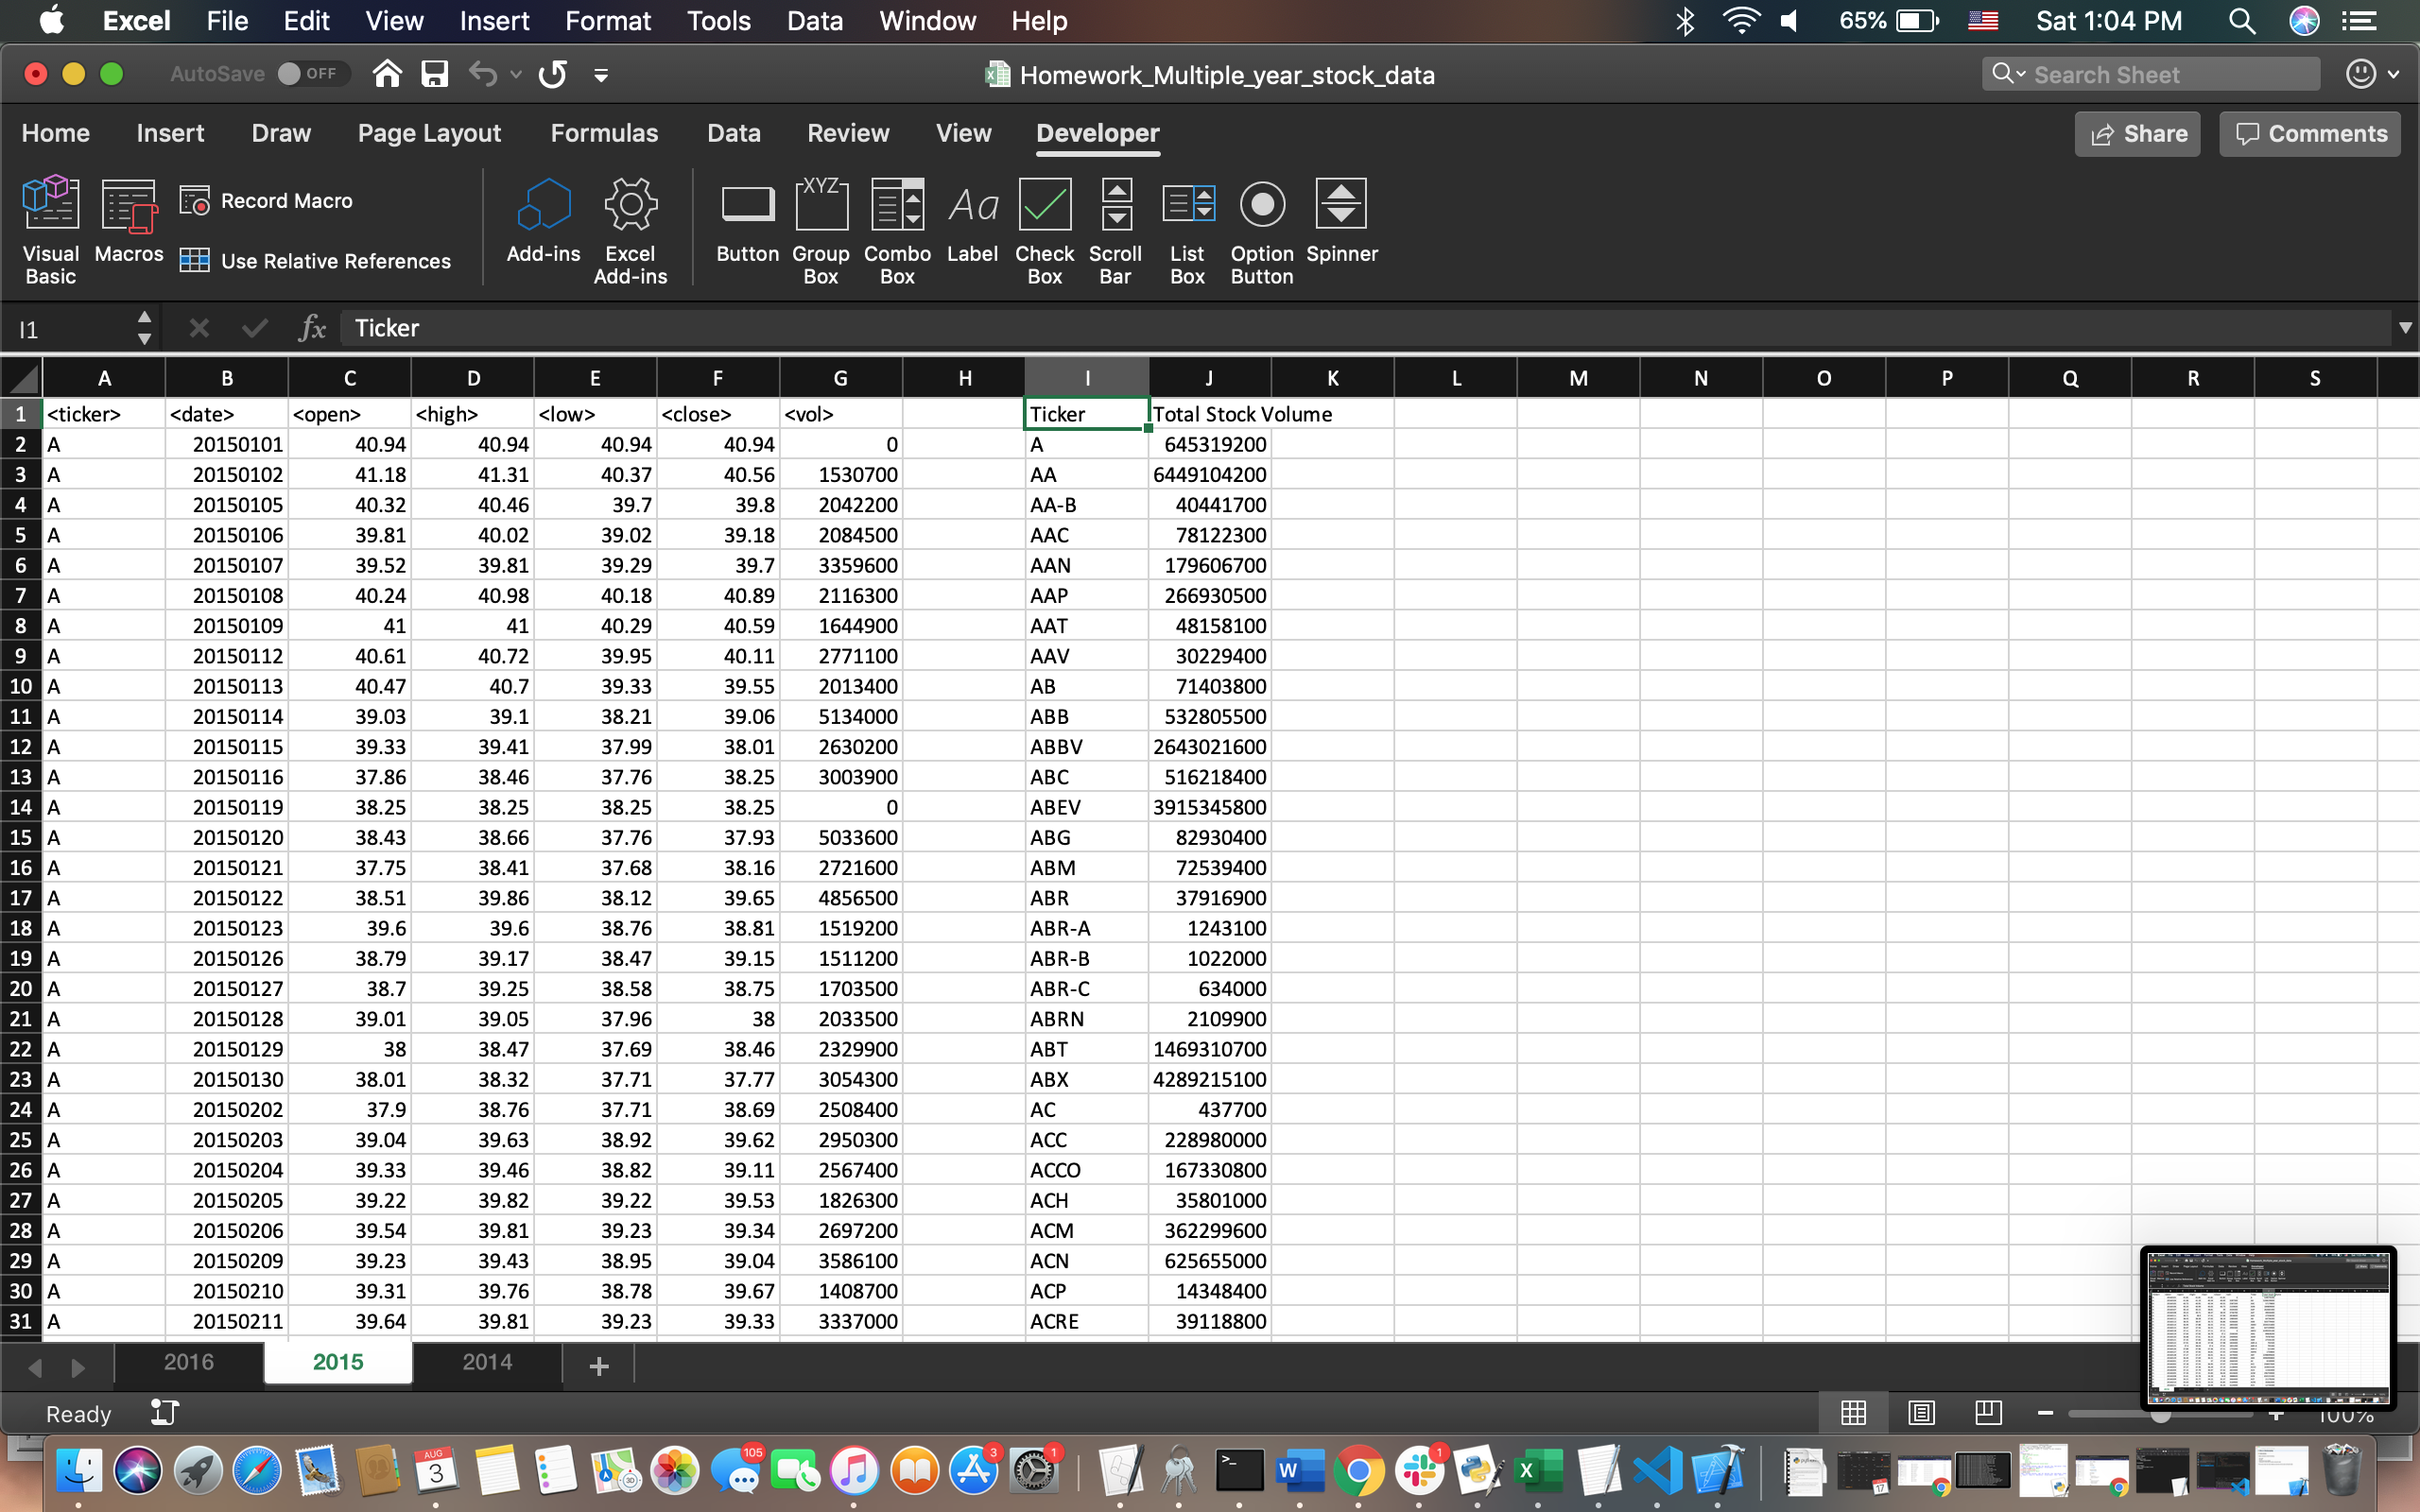 Excel File Edit View Insert Format Tools Data Window Help 65% Sat 1:04 PM
AutoSave OFF Homework_Multiple_year_stock_data Search Sheet
Home Insert Draw Page Layout Formulas Data Review View Developer Share Comments
Visual Basic Macros Record Macro Use Relative References Add-ins Excel Add-ins Button XYZ Group Box Combo Box Aa Label Check Box Scroll Bar List Box Option Button Spinner
I1 fx Ticker
A B C D E F G H I J K L M N O P Q R S
1 <ticker> <date> <open> <high> <low> <close> <vol> Ticker Total Stock Volume
2 A 20150101 40.94 40.94 40.94 40.94 0 A 645319200
3 A 20150102 41.18 41.31 40.37 40.56 1530700 AA 6449104200
4 A 20150105 40.32 40.46 39.7 39.8 2042200 AA-B 40441700
5 A 20150106 39.81 40.02 39.02 39.18 2084500 AAC 78122300
6 A 20150107 39.52 39.81 39.29 39.7 3359600 AAN 179606700
7 A 20150108 40.24 40.98 40.18 40.89 2116300 AAP 266930500
8 A 20150109 41 41 40.29 40.59 1644900 AAT 48158100
9 A 20150112 40.61 40.72 39.95 40.11 2771100 AAV 30229400
10 A 20150113 40.47 40.7 39.33 39.55 2013400 AB 71403800
11 A 20150114 39.03 39.1 38.21 39.06 5134000 ABB 532805500
12 A 20150115 39.33 39.41 37.99 38.01 2630200 ABBV 2643021600
13 A 20150116 37.86 38.46 37.76 38.25 3003900 ABC 516218400
14 A 20150119 38.25 38.25 38.25 38.25 0 ABEV 3915345800
15 A 20150120 38.43 38.66 37.76 37.93 5033600 ABG 82930400
16 A 20150121 37.75 38.41 37.68 38.16 2721600 ABM 72539400
17 A 20150122 38.51 39.86 38.12 39.65 4856500 ABR 37916900
18 A 20150123 39.6 39.6 38.76 38.81 1519200 ABR-A 1243100
19 A 20150126 38.79 39.17 38.47 39.15 1511200 ABR-B 1022000
20 A 20150127 38.7 39.25 38.58 38.75 1703500 ABR-C 634000
21 A 20150128 39.01 39.05 37.96 38 2033500 ABRN 2109900
22 A 20150129 38 38.47 37.69 38.46 2329900 ABT 1469310700
23 A 20150130 38.01 38.32 37.71 37.77 3054300 ABX 4289215100
24 A 20150202 37.9 38.76 37.71 38.69 2508400 AC 437700
25 A 20150203 39.04 39.63 38.92 39.62 2950300 ACC 228980000
26 A 20150204 39.33 39.46 38.82 39.11 2567400 ACCO 167330800
27 A 20150205 39.22 39.82 39.22 39.53 1826300 ACH 35801000
28 A 20150206 39.54 39.81 39.23 39.34 2697200 ACM 362299600
29 A 20150209 39.23 39.43 38.95 39.04 3586100 ACN 625655000
30 A 20150210 39.31 39.76 38.78 39.67 1408700 ACP 14348400
31 A 20150211 39.64 39.81 39.23 39.33 3337000 ACRE 39118800
2016 2015 2014 +
Ready 100%
AUG 3 105 3 1 1